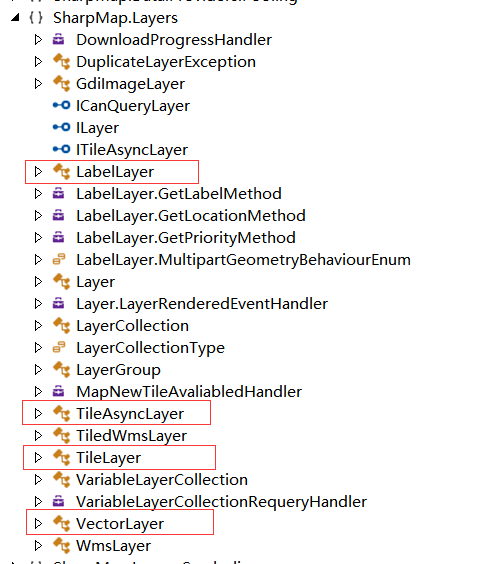 { } SharpMap.Layers
DownloadProgressHandler
DuplicateLayerException
GdiImageLayer
ICanQueryLayer
ILayer
ITileAsyncLayer
LabelLayer
LabelLayer.GetLabelMethod
LabelLayer.GetLocationMethod
LabelLayer.GetPriorityMethod
LabelLayer.MultipartGeometryBehaviourEnum
Layer
Layer.LayerRenderedEventHandler
LayerCollection
LayerCollectionType
LayerGroup
MapNewTileAvaliabledHandler
TileAsyncLayer
TiledWmsLayer
TileLayer
VariableLayerCollection
VariableLayerCollectionRequeryHandler
VectorLayer
WmsLayer